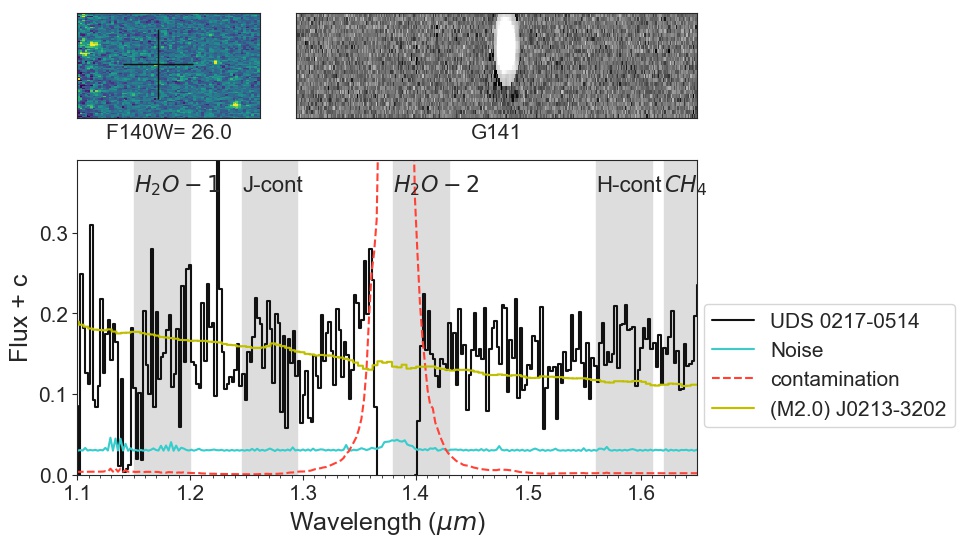 F140W= 26.0
G141
H₂O − 1
J-cont
H₂O − 2
H-cont
CH₄
Flux + c
0.3
0.2
0.1
0.0
1.1
1.2
1.3
1.4
1.5
1.6
Wavelength (μm)
UDS 0217-0514
Noise
contamination
(M2.0) J0213-3202